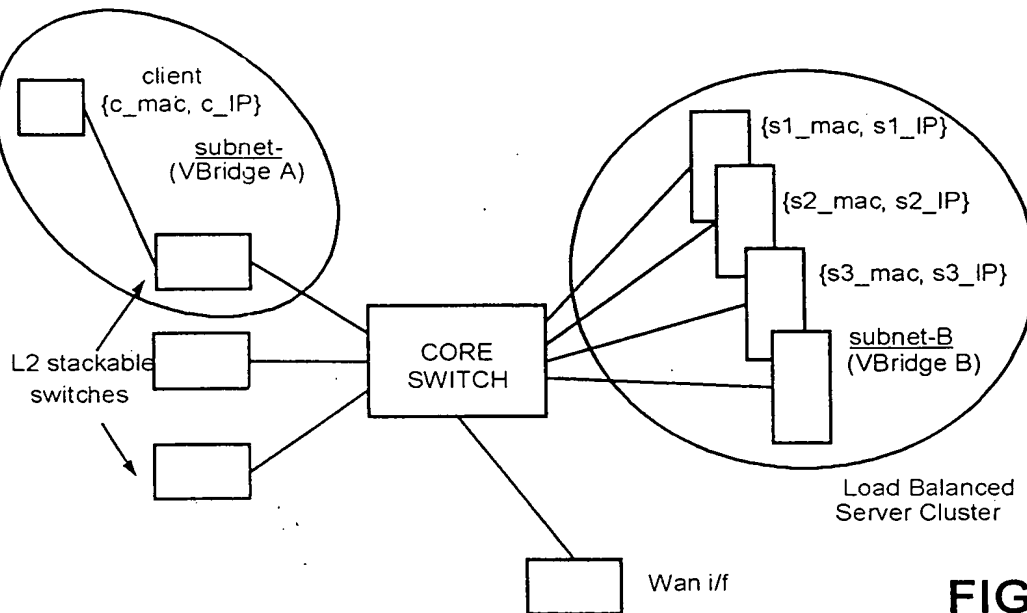 client
{c_mac, c_IP}
subnet-
(VBridge A)
{s1_mac, s1_IP}
{s2_mac, s2_IP}
{s3_mac, s3_IP}
subnet-B
(VBridge B)
L2 stackable
switches
CORE
SWITCH
Load Balanced
Server Cluster
Wan i/f
FIG